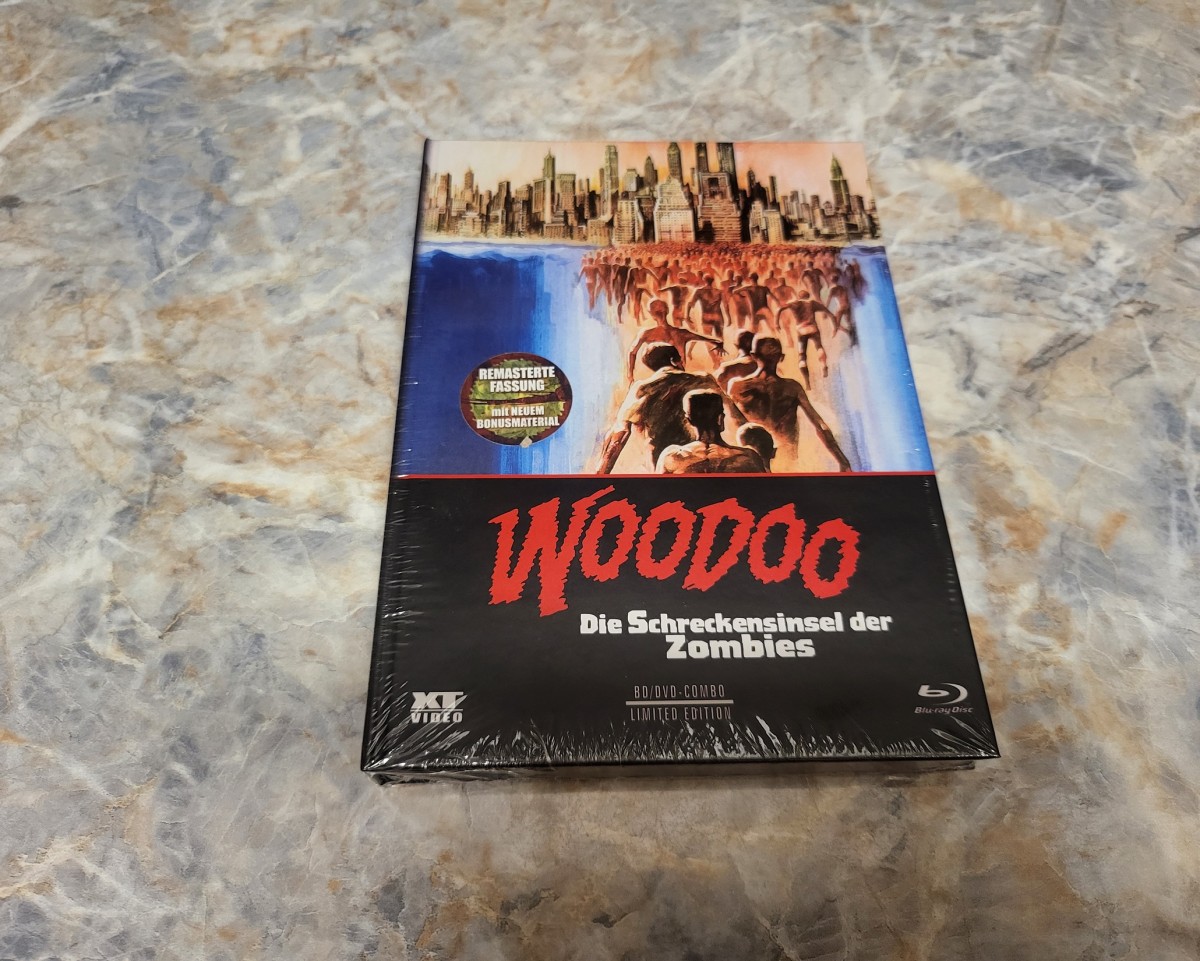 REMASTERTE
FASSUNG
mit NEUEM
BONUSMATERIAL
WOODOO
Die Schreckensinsel der
Zombies
XT
VIDEO
BD/DVD-COMBO
LIMITED EDITION
Blu-ray Disc